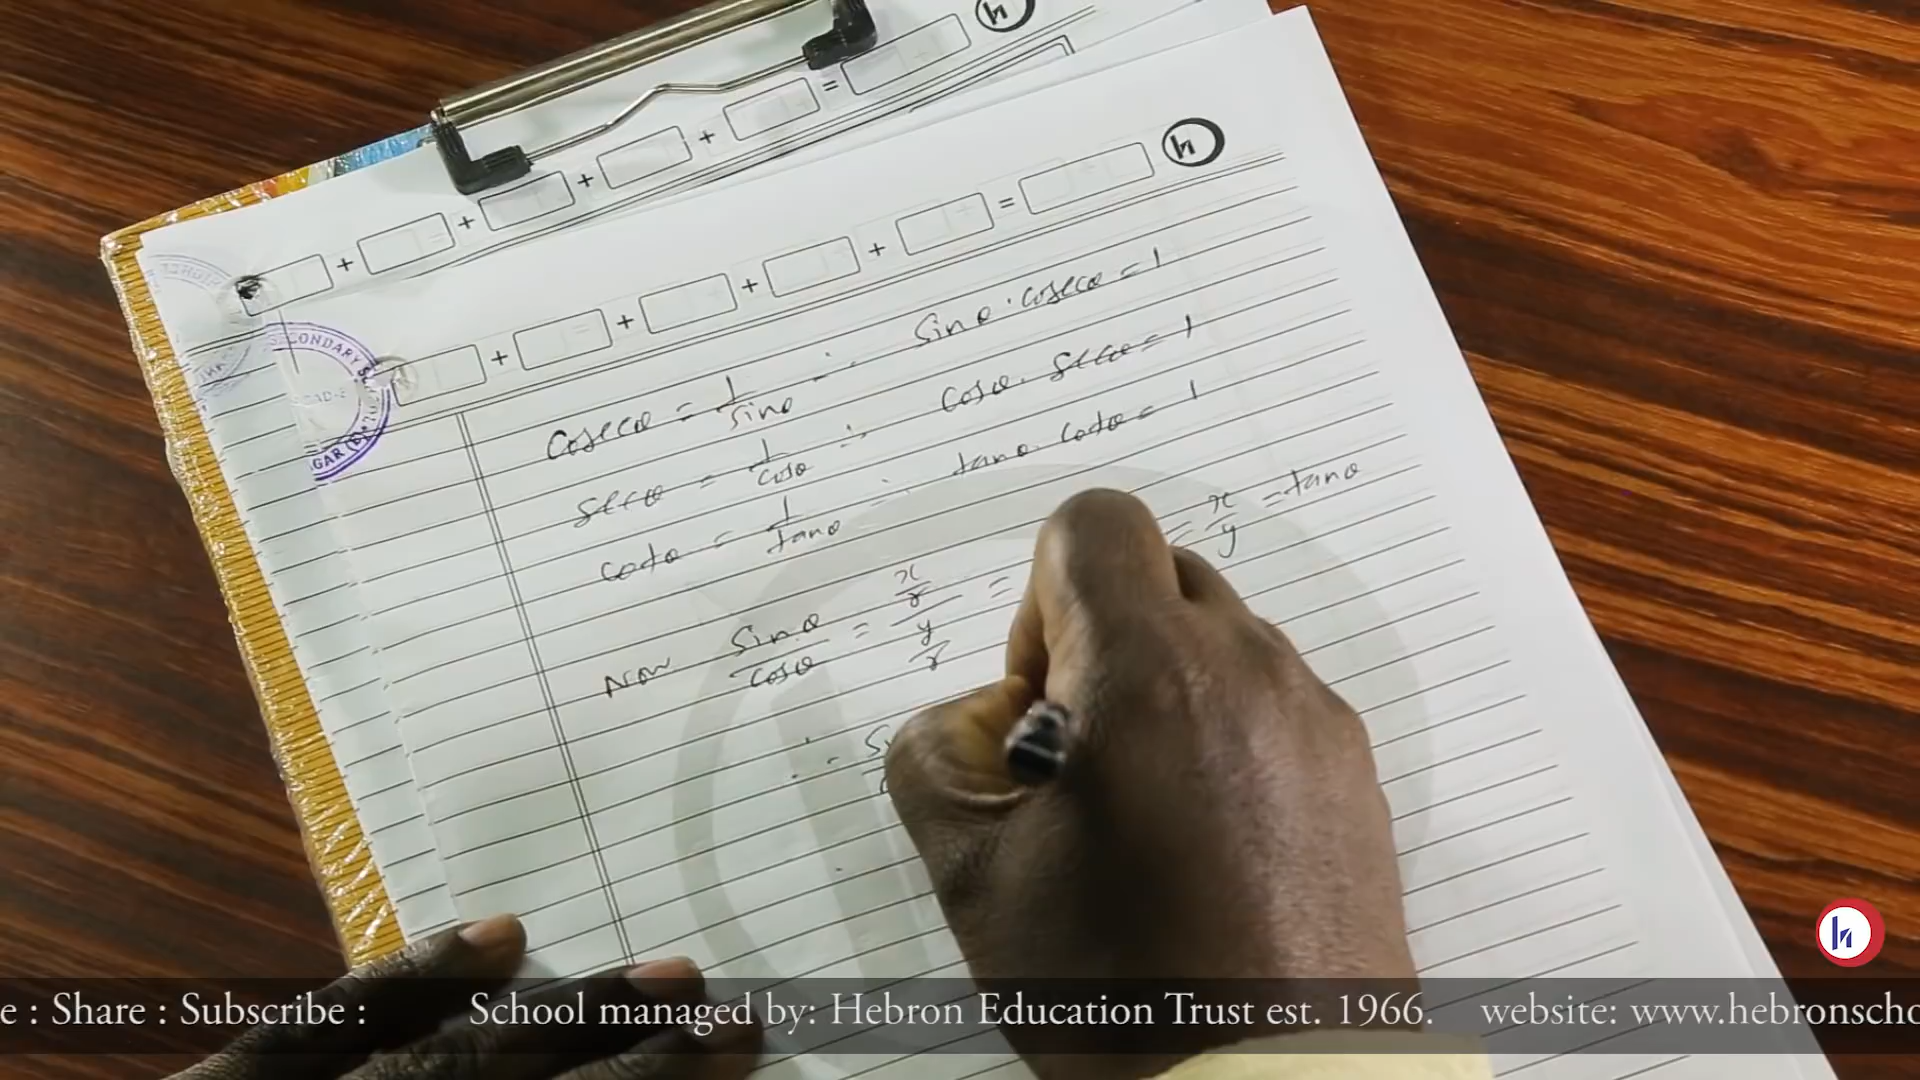 + + + + =
+ + + + =
cosecθ = 1/sinθ ∴ sinθ · cosecθ = 1
secθ = 1/cosθ ∴ cosθ · secθ = 1
cotθ = 1/tanθ ∴ tanθ · cotθ = 1
Now sinθ/cosθ = (x/r)/(y/r) = = x/y = tanθ
∴
CONDARY
e : Share : Subscribe : School managed by: Hebron Education Trust est. 1966. website: www.hebronscho